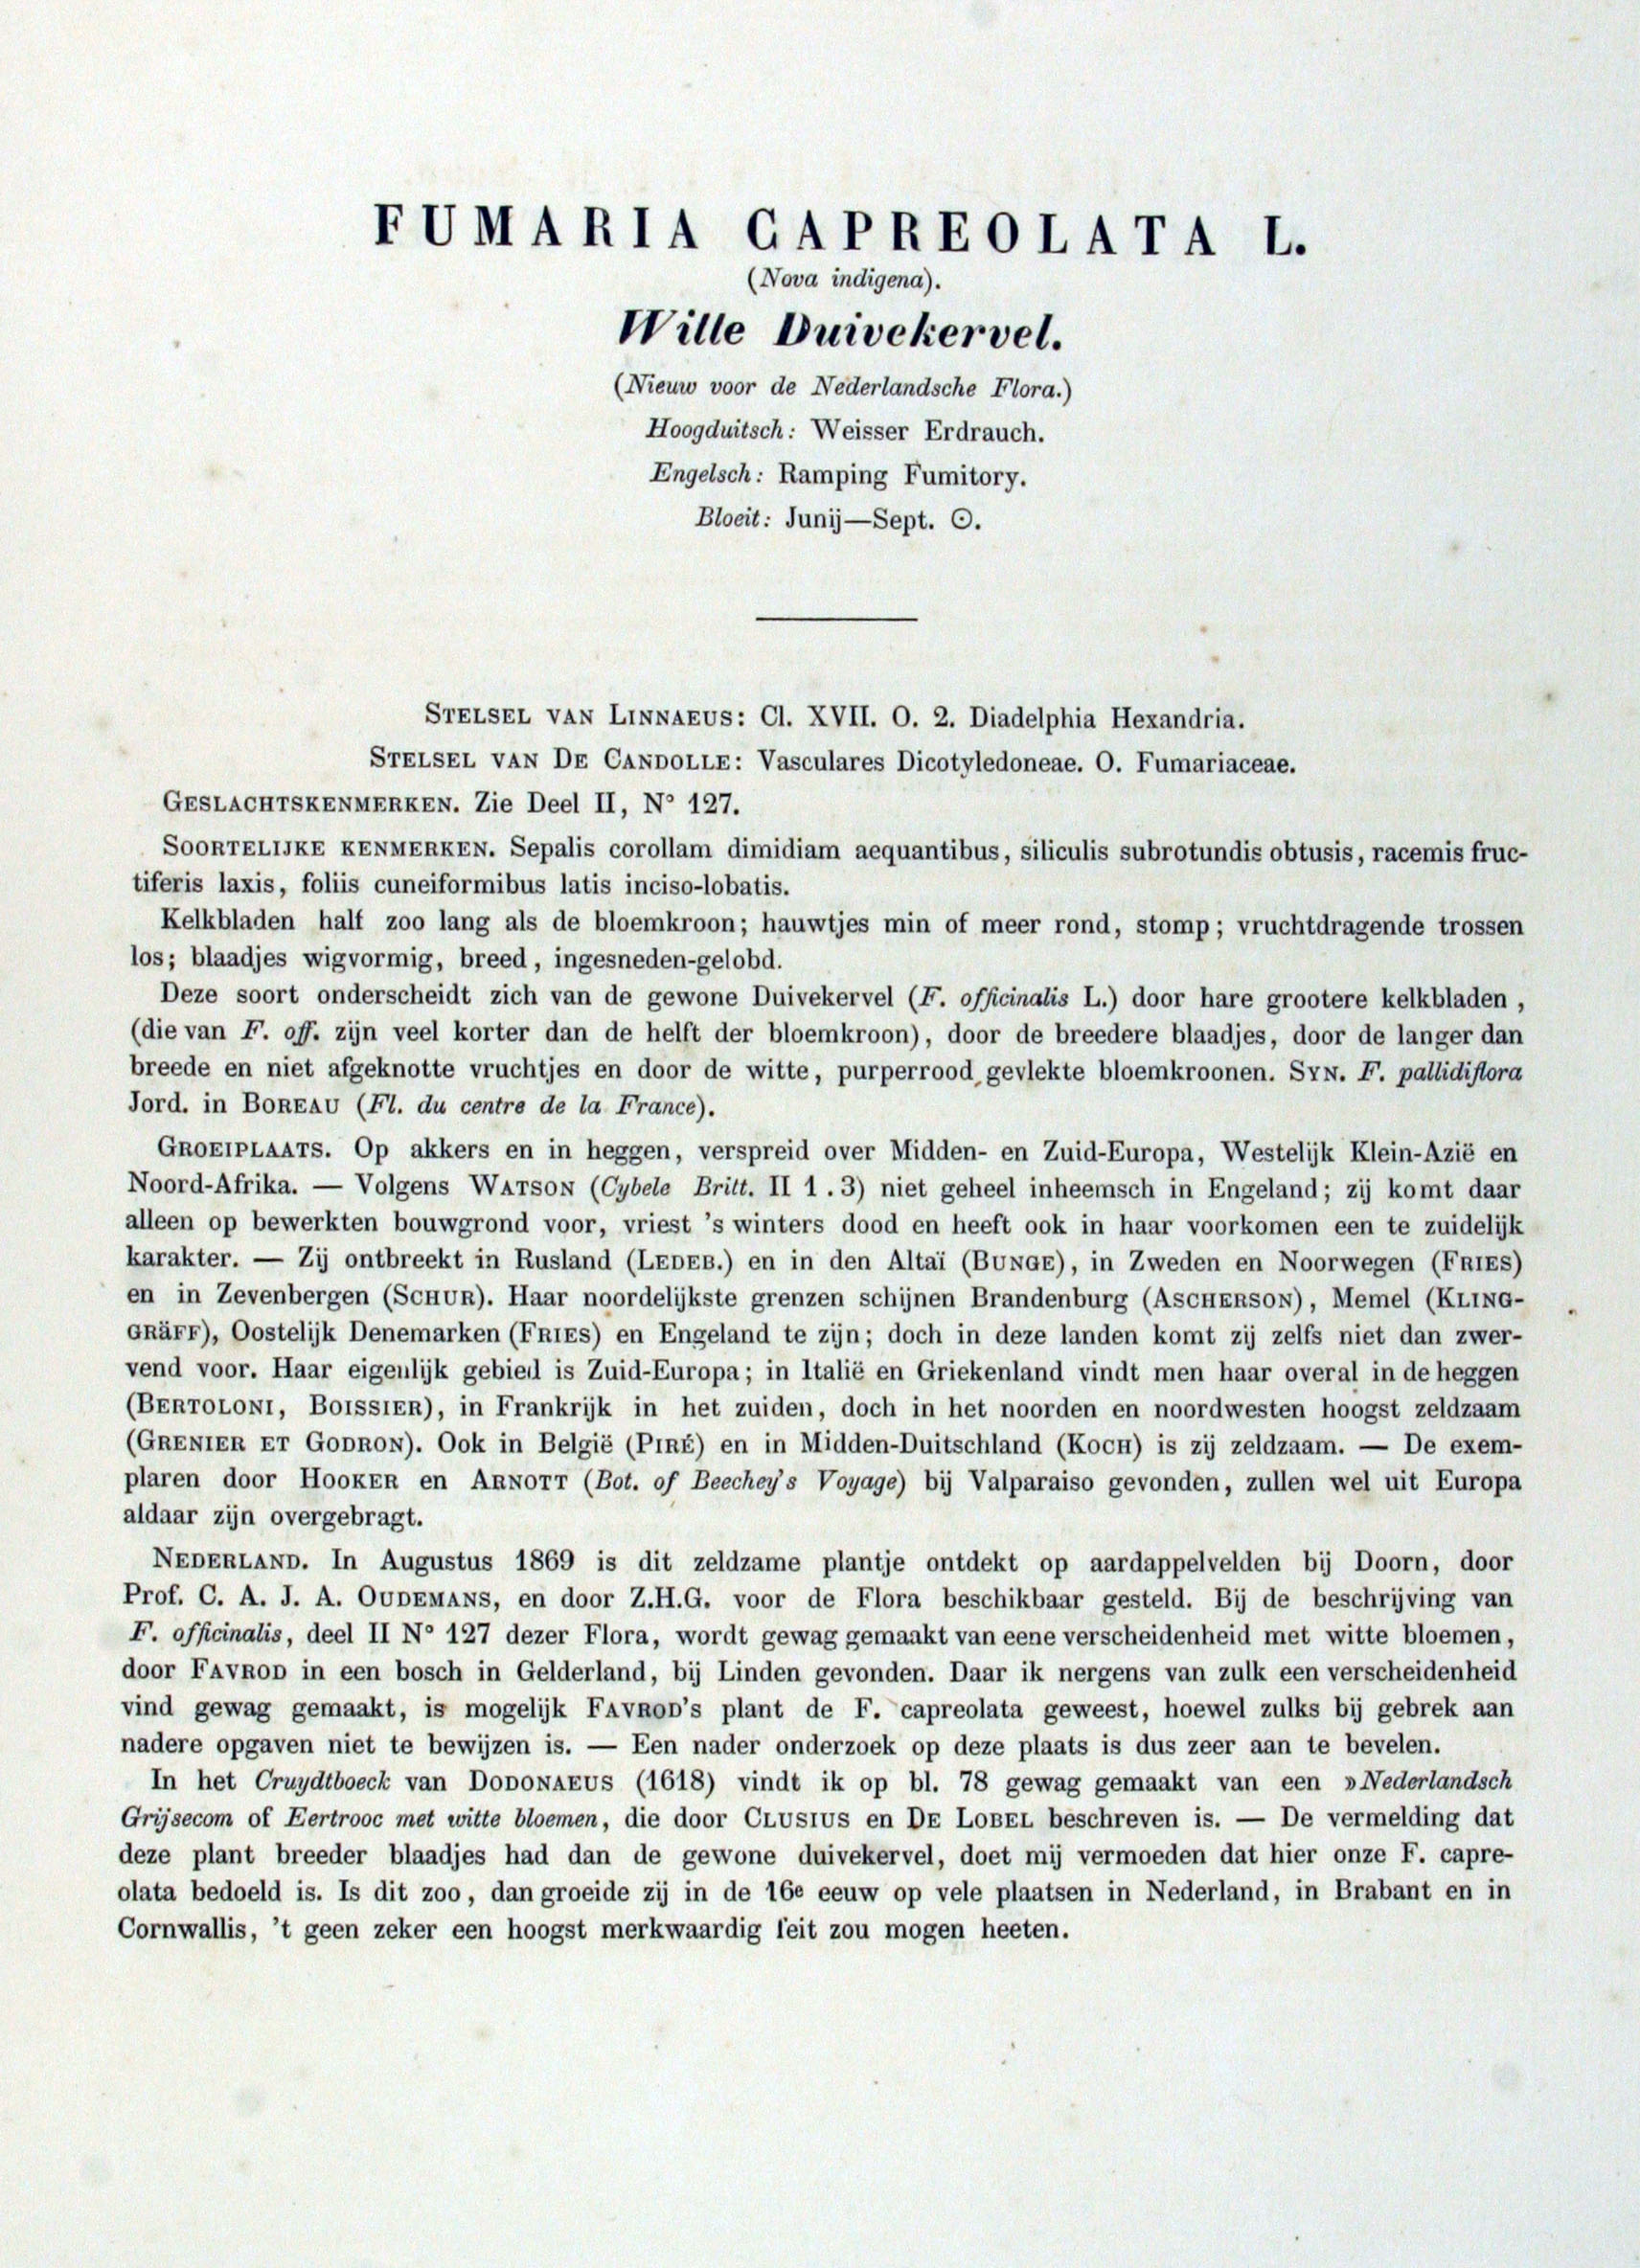 FUMARIA CAPREOLATA L.
(Nova indigena).
Wille Duivekervel.
(Nieuw voor de Nederlandsche Flora.)
Hoogduitsch: Weisser Erdrauch.
Engelsch: Ramping Fumitory.
Bloeit: Junij—Sept. ⊙.
STELSEL VAN LINNAEUS: Cl. XVII. O. 2. Diadelphia Hexandria.
STELSEL VAN DE CANDOLLE: Vasculares Dicotyledoneae. O. Fumariaceae.
GESLACHTSKENMERKEN. Zie Deel II, N° 127.
SOORTELIJKE KENMERKEN. Sepalis corollam dimidiam aequantibus, siliculis subrotundis obtusis, racemis fruc-
tiferis laxis, foliis cuneiformibus latis inciso-lobatis.
Kelkbladen half zoo lang als de bloemkroon; hauwtjes min of meer rond, stomp; vruchtdragende trossen
los; blaadjes wigvormig, breed, ingesneden-gelobd.
Deze soort onderscheidt zich van de gewone Duivekervel (F. officinalis L.) door hare grootere kelkbladen,
(die van F. off. zijn veel korter dan de helft der bloemkroon), door de breedere blaadjes, door de langer dan
breede en niet afgeknotte vruchtjes en door de witte, purperrood gevlekte bloemkroonen. SYN. F. pallidiflora
Jord. in BOREAU (Fl. du centre de la France).
GROEIPLAATS. Op akkers en in heggen, verspreid over Midden- en Zuid-Europa, Westelijk Klein-Azië en
Noord-Afrika. — Volgens WATSON (Cybele Britt. II 1.3) niet geheel inheemsch in Engeland; zij komt daar
alleen op bewerkten bouwgrond voor, vriest 's winters dood en heeft ook in haar voorkomen een te zuidelijk
karakter. — Zij ontbreekt in Rusland (LEDEB.) en in den Altaï (BUNGE), in Zweden en Noorwegen (FRIES)
en in Zevenbergen (SCHUR). Haar noordelijkste grenzen schijnen Brandenburg (ASCHERSON), Memel (KLING-
GRÄFF), Oostelijk Denemarken (FRIES) en Engeland te zijn; doch in deze landen komt zij zelfs niet dan zwer-
vend voor. Haar eigenlijk gebied is Zuid-Europa; in Italië en Griekenland vindt men haar overal in de heggen
(BERTOLONI, BOISSIER), in Frankrijk in het zuiden, doch in het noorden en noordwesten hoogst zeldzaam
(GRENIER ET GODRON). Ook in België (PIRÉ) en in Midden-Duitschland (KOCH) is zij zeldzaam. — De exem-
plaren door HOOKER en ARNOTT (Bot. of Beechey's Voyage) bij Valparaiso gevonden, zullen wel uit Europa
aldaar zijn overgebragt.
NEDERLAND. In Augustus 1869 is dit zeldzame plantje ontdekt op aardappelvelden bij Doorn, door
Prof. C. A. J. A. OUDEMANS, en door Z.H.G. voor de Flora beschikbaar gesteld. Bij de beschrijving van
F. officinalis, deel II N° 127 dezer Flora, wordt gewag gemaakt van eene verscheidenheid met witte bloemen,
door FAVROD in een bosch in Gelderland, bij Linden gevonden. Daar ik nergens van zulk een verscheidenheid
vind gewag gemaakt, is mogelijk FAVROD's plant de F. capreolata geweest, hoewel zulks bij gebrek aan
nadere opgaven niet te bewijzen is. — Een nader onderzoek op deze plaats is dus zeer aan te bevelen.
In het Cruydtboeck van DODONAEUS (1618) vindt ik op bl. 78 gewag gemaakt van een »Nederlandsch
Grijsecom of Eertrooc met witte bloemen, die door CLUSIUS en DE LOBEL beschreven is. — De vermelding dat
deze plant breeder blaadjes had dan de gewone duivekervel, doet mij vermoeden dat hier onze F. capre-
olata bedoeld is. Is dit zoo, dan groeide zij in de 16e eeuw op vele plaatsen in Nederland, in Brabant en in
Cornwallis, 't geen zeker een hoogst merkwaardig feit zou mogen heeten.